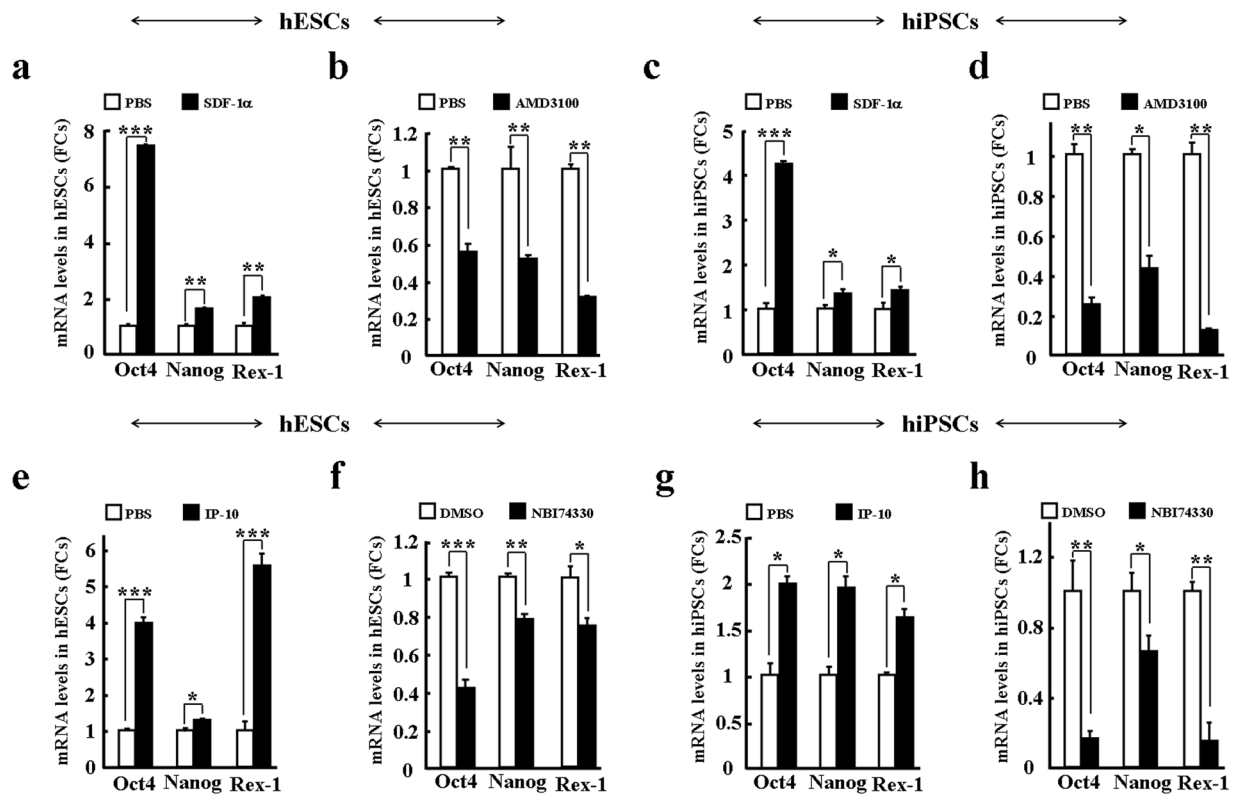 hESCs hiPSCs
a b c d
PBS SDF-1α PBS AMD3100 PBS SDF-1α PBS AMD3100
mRNA levels in hESCs (FCs)
8
6
4
2
0
*** ** **
Oct4 Nanog Rex-1
mRNA levels in hESCs (FCs)
1.2
1
0.8
0.6
0.4
0.2
0
** ** **
Oct4 Nanog Rex-1
mRNA levels in hiPSCs (FCs)
5
4
3
2
1
0
*** * *
Oct4 Nanog Rex-1
mRNA levels in hiPSCs (FCs)
1
0.8
0.6
0.4
0.2
0
** * **
Oct4 Nanog Rex-1
hESCs hiPSCs
e f g h
PBS IP-10 DMSO NBI74330 PBS IP-10 DMSO NBI74330
mRNA levels in hESCs (FCs)
6
5
4
3
2
1
0
*** * ***
Oct4 Nanog Rex-1
mRNA levels in hESCs (FCs)
1.2
1
0.8
0.6
0.4
0.2
0
*** ** *
Oct4 Nanog Rex-1
mRNA levels in hiPSCs (FCs)
2.5
2
1.5
1
0.5
0
* * *
Oct4 Nanog Rex-1
mRNA levels in hiPSCs (FCs)
1.2
0.8
0.4
0
** * **
Oct4 Nanog Rex-1